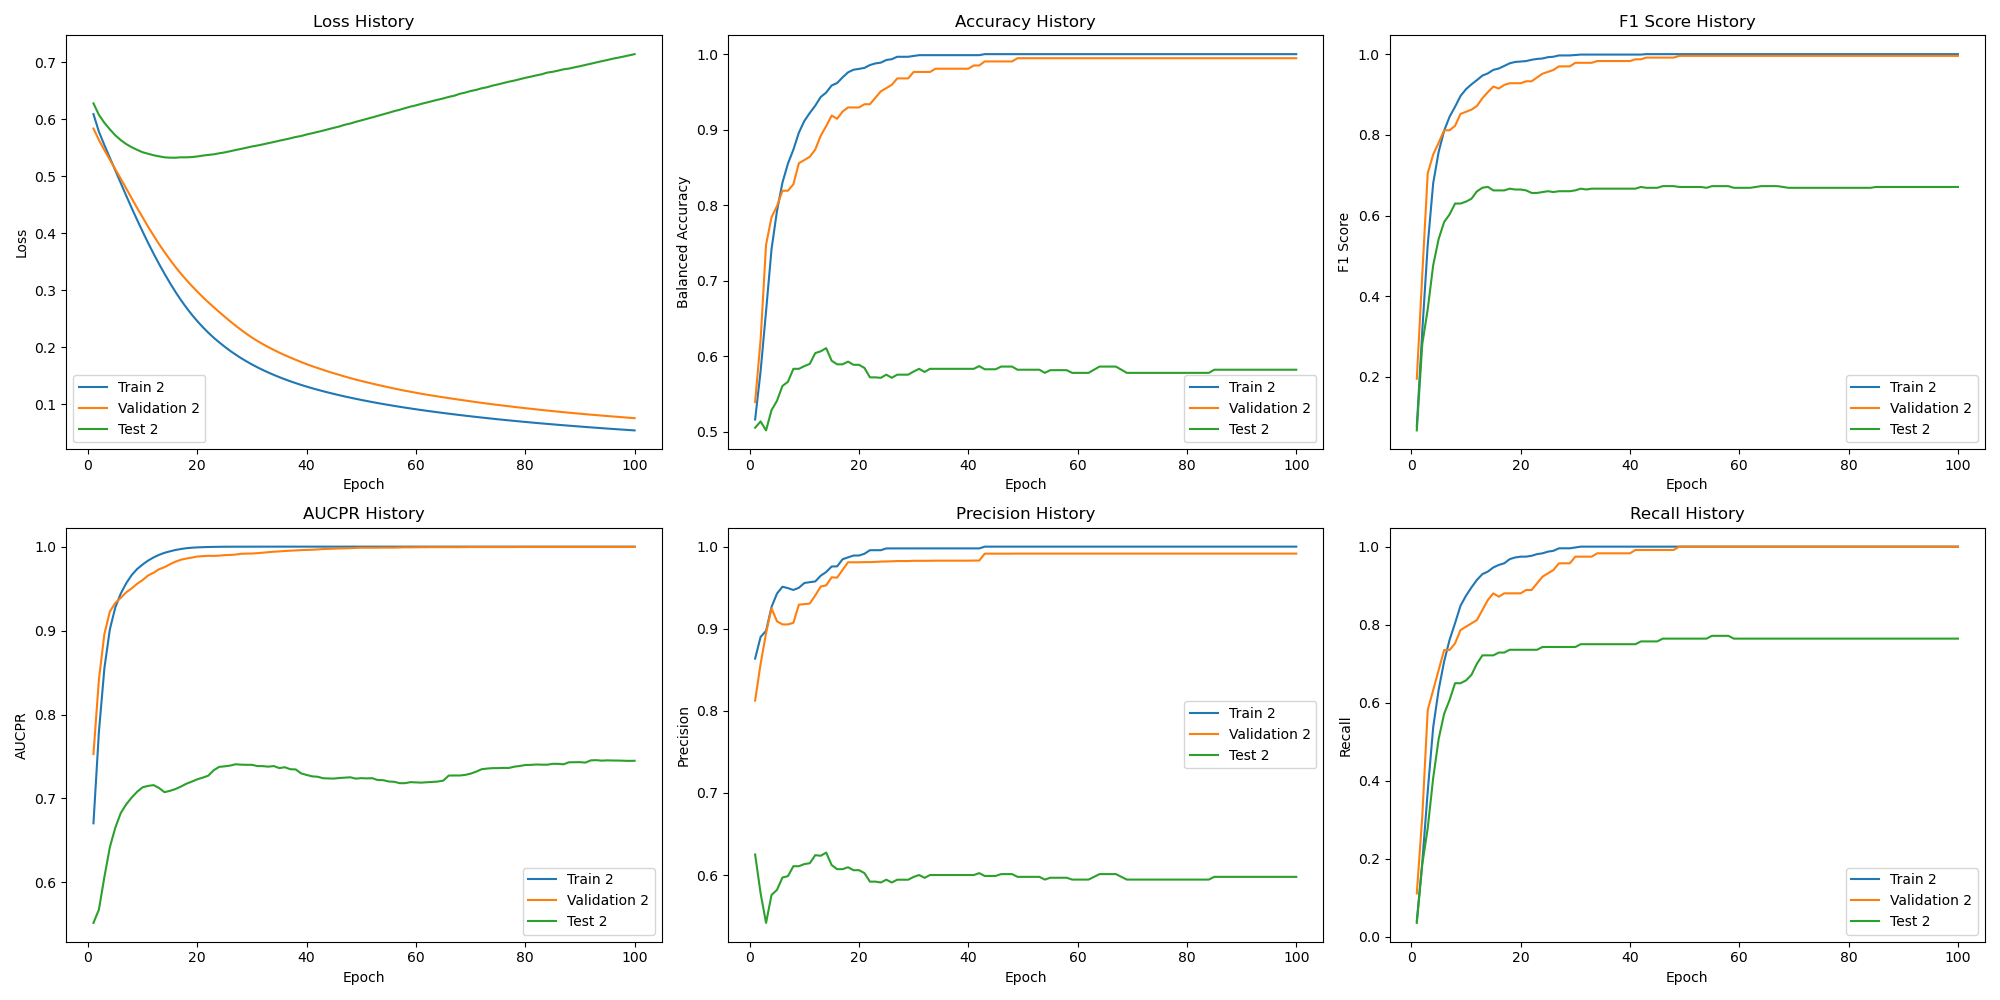 Loss History
Loss
0.7
0.6
0.5
0.4
0.3
0.2
0.1
Train 2
Validation 2
Test 2
0 20 40 60 80 100
Epoch
Accuracy History
Balanced Accuracy
1.0
0.9
0.8
0.7
0.6
0.5
Train 2
Validation 2
Test 2
0 20 40 60 80 100
Epoch
F1 Score History
F1 Score
1.0
0.8
0.6
0.4
0.2
Train 2
Validation 2
Test 2
0 20 40 60 80 100
Epoch
AUCPR History
AUCPR
1.0
0.9
0.8
0.7
0.6
Train 2
Validation 2
Test 2
0 20 40 60 80 100
Epoch
Precision History
Precision
1.0
0.9
0.8
0.7
0.6
Train 2
Validation 2
Test 2
0 20 40 60 80 100
Epoch
Recall History
Recall
1.0
0.8
0.6
0.4
0.2
0.0
Train 2
Validation 2
Test 2
0 20 40 60 80 100
Epoch